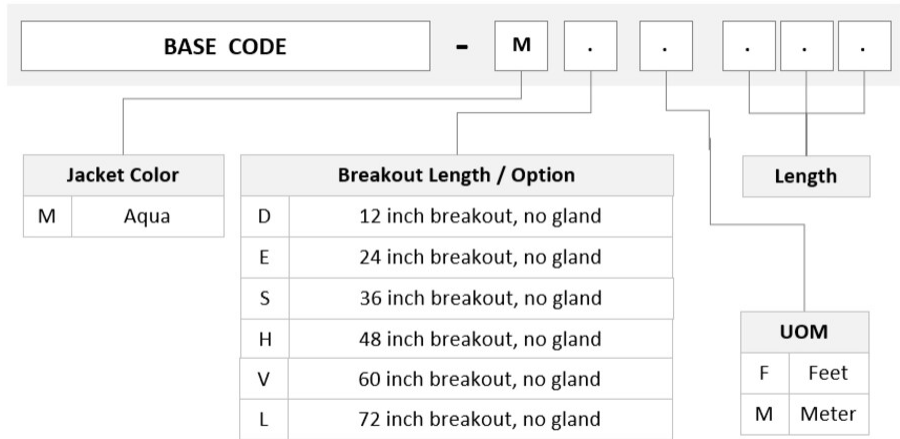 BASE CODE - M . . . . .
Jacket Color
M Aqua
Breakout Length / Option
D 12 inch breakout, no gland
E 24 inch breakout, no gland
S 36 inch breakout, no gland
H 48 inch breakout, no gland
V 60 inch breakout, no gland
L 72 inch breakout, no gland
Length
UOM
F Feet
M Meter